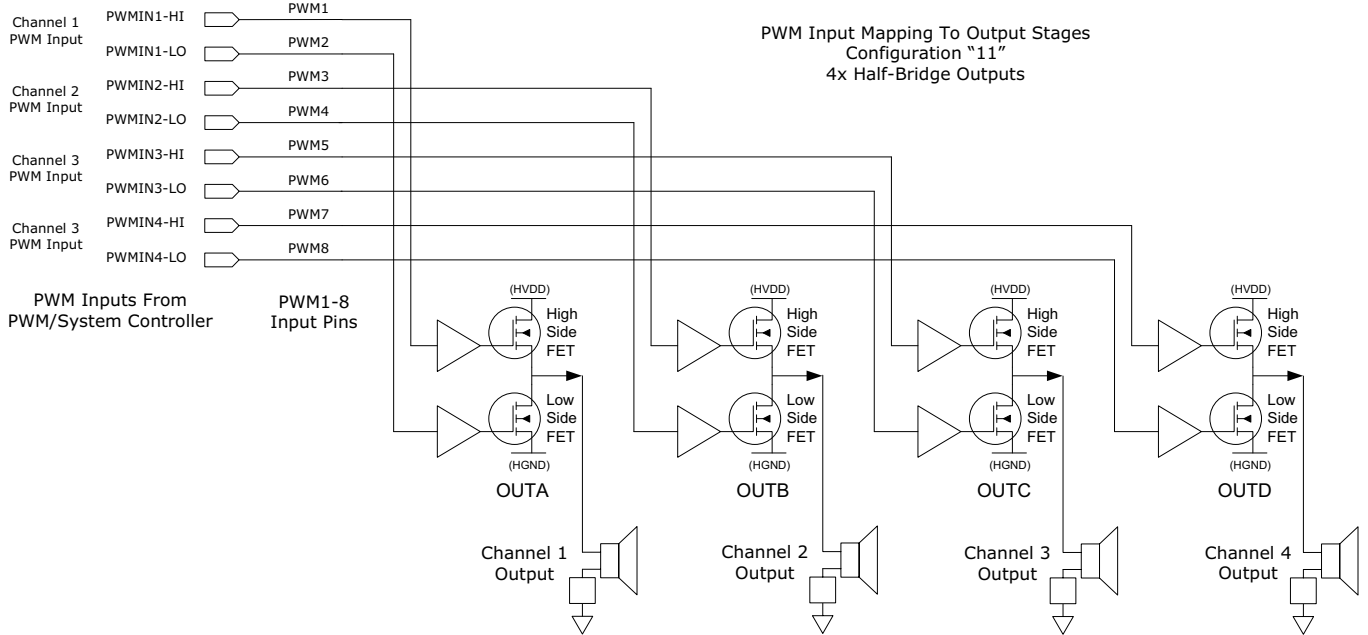 PWM Input Mapping To Output Stages
Configuration “11”
4x Half-Bridge Outputs
Channel 1
PWM Input
PWMIN1-HI
PWM1
PWMIN1-LO
PWM2
Channel 2
PWM Input
PWMIN2-HI
PWM3
PWMIN2-LO
PWM4
Channel 3
PWM Input
PWMIN3-HI
PWM5
PWMIN3-LO
PWM6
Channel 3
PWM Input
PWMIN4-HI
PWM7
PWMIN4-LO
PWM8
PWM Inputs From
PWM/System Controller
PWM1-8
Input Pins
(HVDD)
High
Side
FET
Low
Side
FET
(HGND)
OUTA
Channel 1
Output
(HVDD)
High
Side
FET
Low
Side
FET
(HGND)
OUTB
Channel 2
Output
(HVDD)
High
Side
FET
Low
Side
FET
(HGND)
OUTC
Channel 3
Output
(HVDD)
High
Side
FET
Low
Side
FET
(HGND)
OUTD
Channel 4
Output